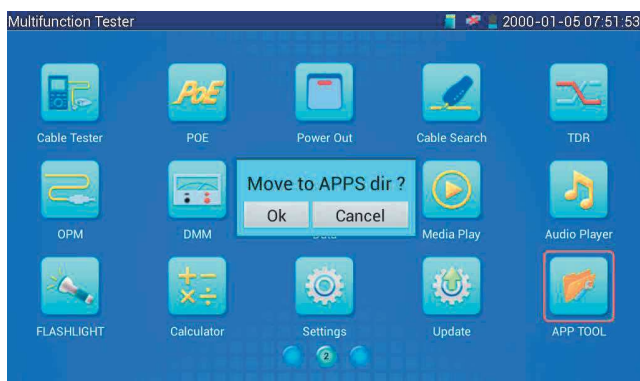 Multifunction Tester 2000-01-05 07:51:53
PoE
Cable Tester POE Power Out Cable Search TDR
Move to APPS dir ?
Ok Cancel
OPM DMM Data Media Play Audio Player
FLASHLIGHT Calculator Settings Update APP TOOL
2